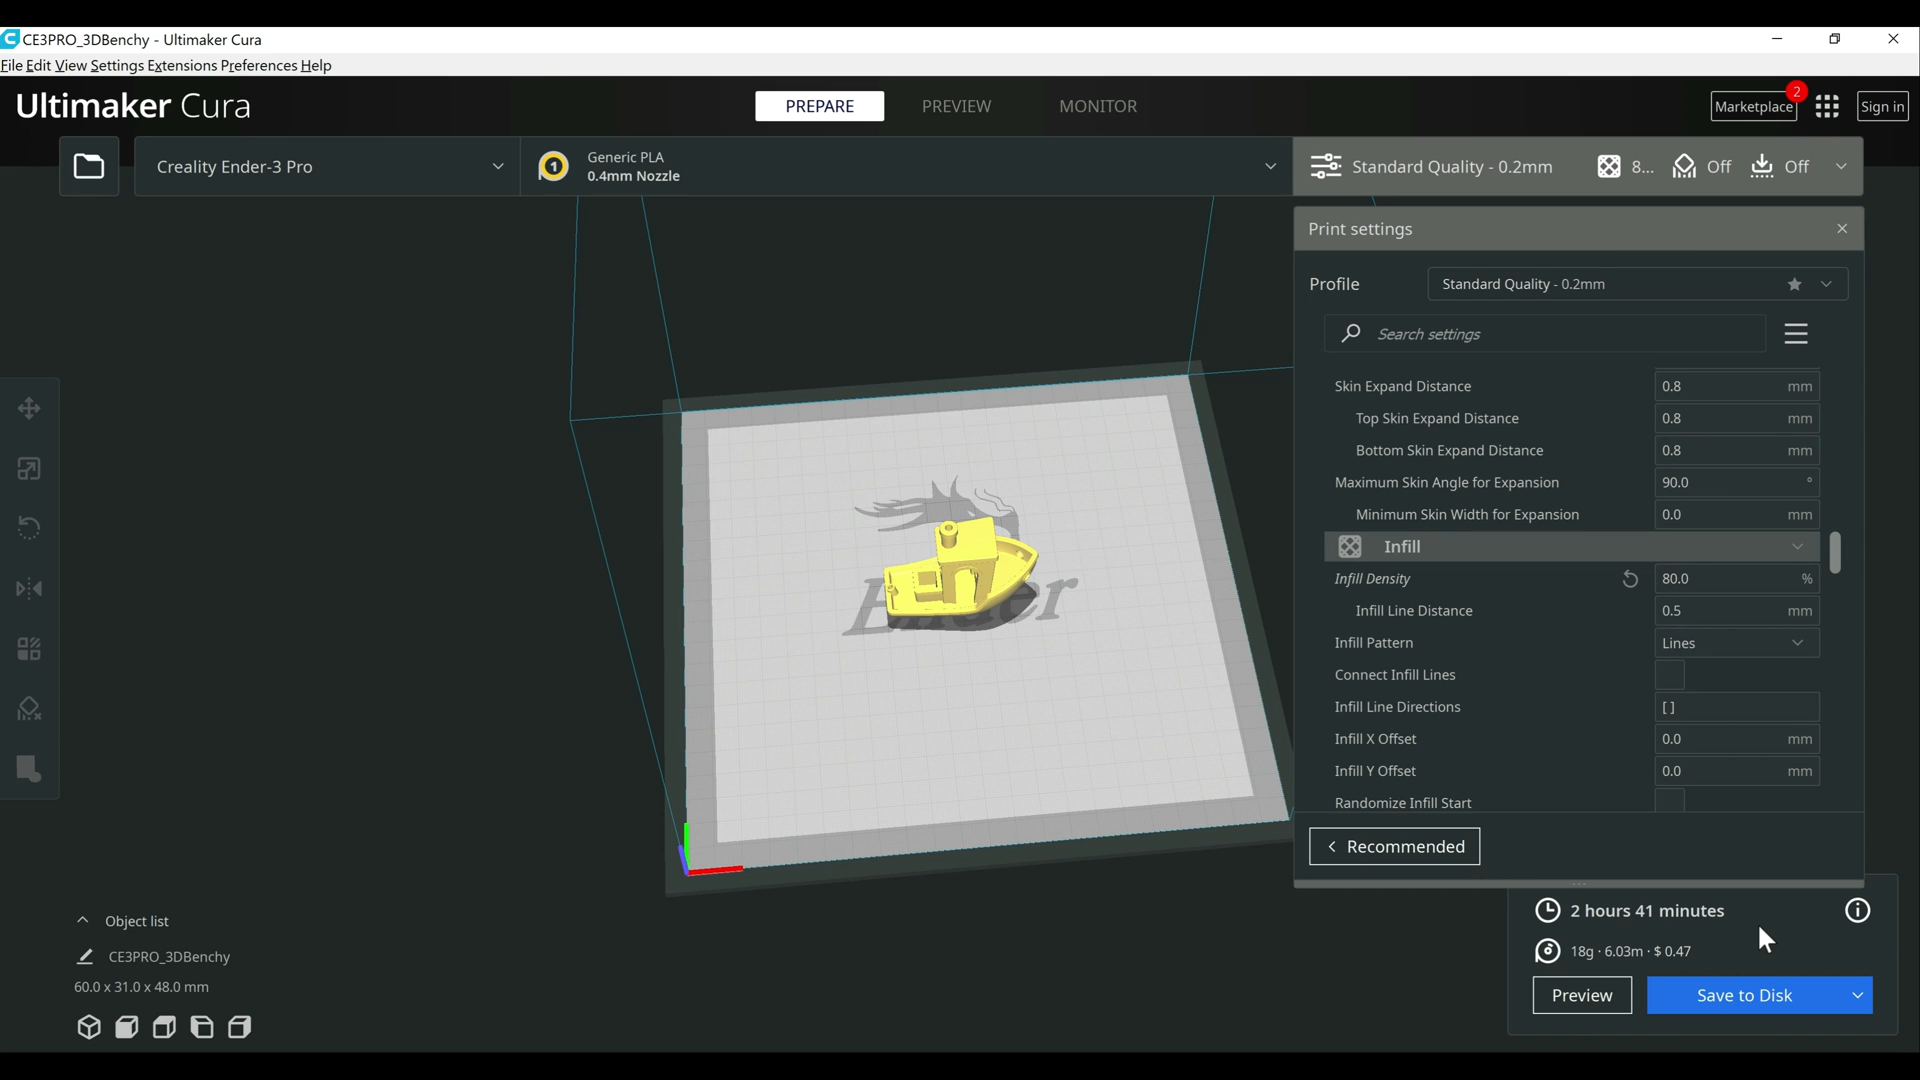 CE3PRO_3DBenchy - Ultimaker Cura
File Edit View Settings Extensions Preferences Help
Ultimaker Cura
PREPARE
PREVIEW
MONITOR
Marketplace
2
Sign in
Creality Ender-3 Pro
1
Generic PLA
0.4mm Nozzle
Standard Quality - 0.2mm
8...
Off
Off
Print settings
Profile
Standard Quality - 0.2mm
Search settings
Skin Expand Distance 0.8 mm
Top Skin Expand Distance 0.8 mm
Bottom Skin Expand Distance 0.8 mm
Maximum Skin Angle for Expansion 90.0 °
Minimum Skin Width for Expansion 0.0 mm
Infill
Infill Density 80.0 %
Infill Line Distance 0.5 mm
Infill Pattern Lines
Connect Infill Lines
Infill Line Directions [ ]
Infill X Offset 0.0 mm
Infill Y Offset 0.0 mm
Randomize Infill Start
Recommended
2 hours 41 minutes
18g · 6.03m · $ 0.47
Preview
Save to Disk
Object list
CE3PRO_3DBenchy
60.0 x 31.0 x 48.0 mm